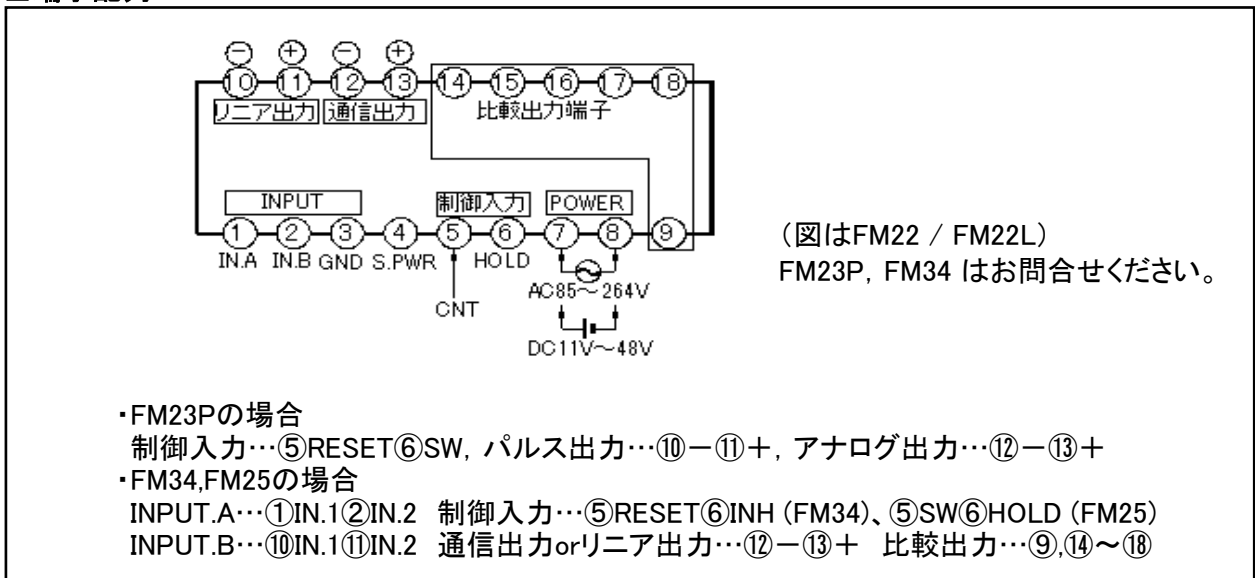 ⊖ ⊕ ⊖ ⊕
⑩ ⑪ ⑫ ⑬ ⑭ ⑮ ⑯ ⑰ ⑱
リニア出力 通信出力 比較出力端子
INPUT 制御入力 POWER
① ② ③ ④ ⑤ ⑥ ⑦ ⑧ ⑨
IN.A IN.B GND S.PWR HOLD
CNT
AC85～264V
DC11V～48V
（図はFM22 / FM22L）
FM23P, FM34 はお問合せください。
・FM23Pの場合
制御入力…⑤RESET⑥SW, パルス出力…⑩－⑪＋, アナログ出力…⑫－⑬＋
・FM34,FM25の場合
INPUT.A…①IN.1②IN.2 制御入力…⑤RESET⑥INH (FM34)、⑤SW⑥HOLD (FM25)
INPUT.B…⑩IN.1⑪IN.2 通信出力orリニア出力…⑫－⑬＋ 比較出力…⑨,⑭～⑱